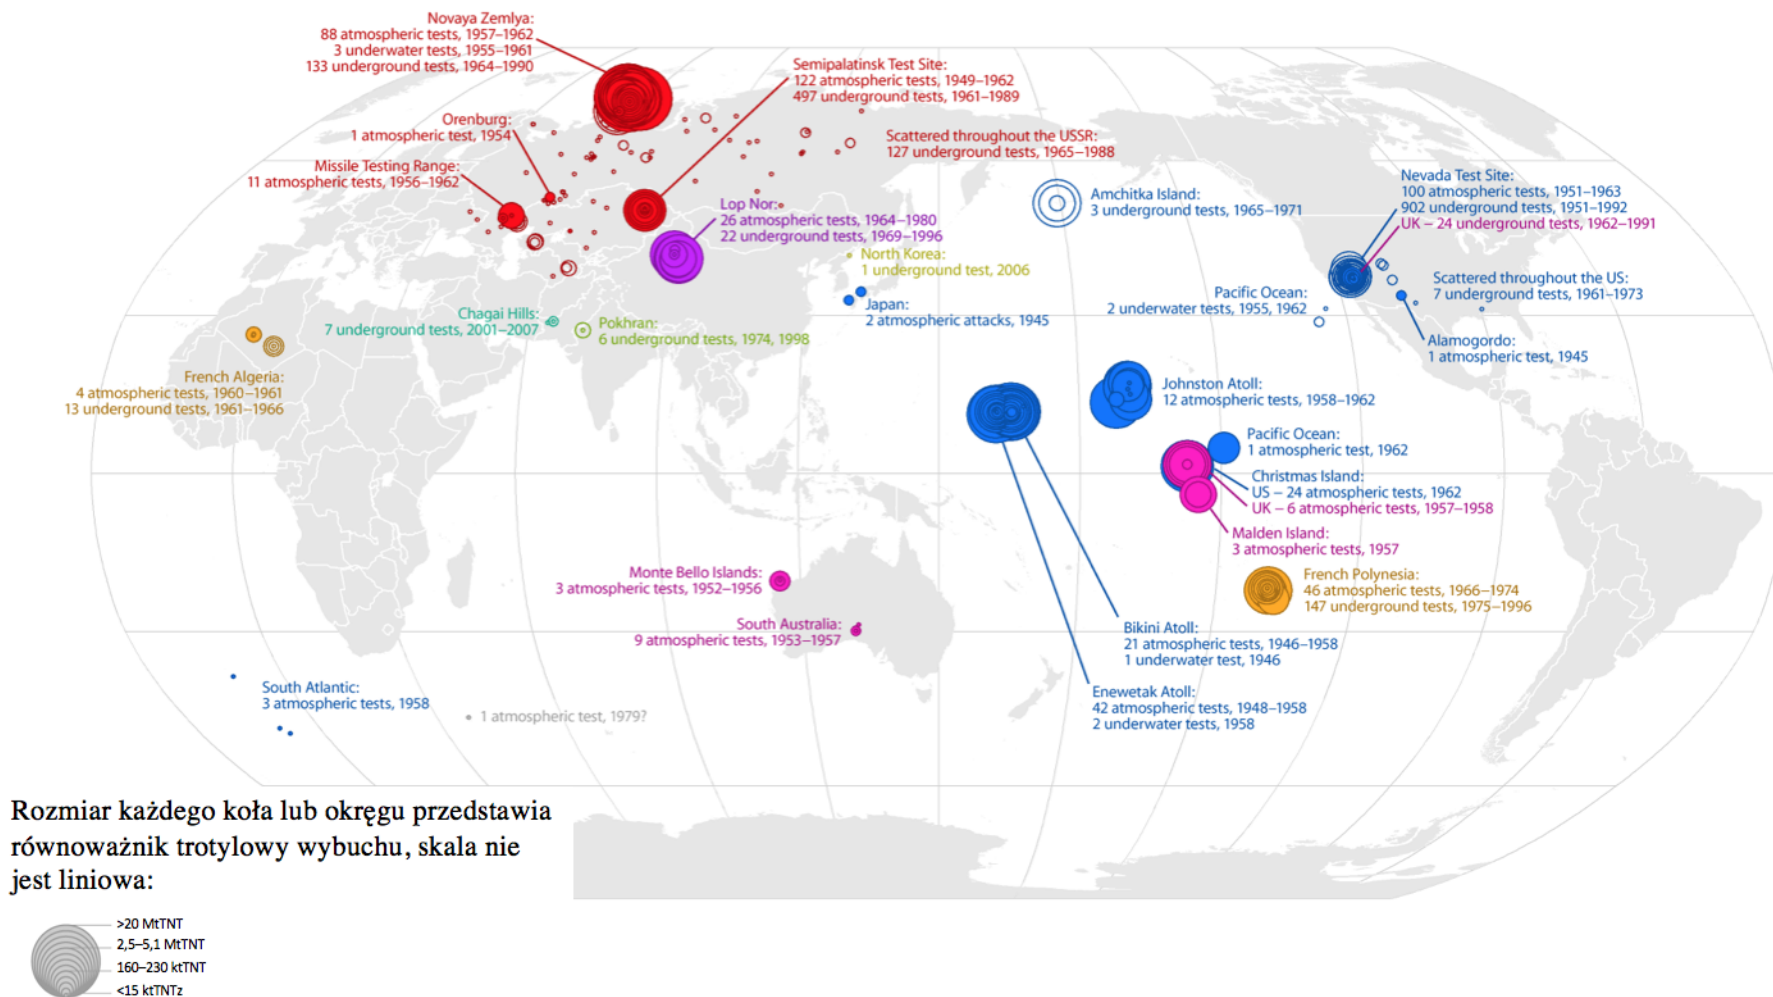 Novaya Zemlya:
88 atmospheric tests, 1957–1962
3 underwater tests, 1955–1961
133 underground tests, 1964–1990
Semipalatinsk Test Site:
122 atmospheric tests, 1949–1962
497 underground tests, 1961–1989
Orenburg:
1 atmospheric test, 1954
Scattered throughout the USSR:
127 underground tests, 1965–1988
Missile Testing Range:
11 atmospheric tests, 1956–1962
Lop Nor:
26 atmospheric tests, 1964–1980
22 underground tests, 1969–1996
Amchitka Island:
3 underground tests, 1965–1971
Nevada Test Site:
100 atmospheric tests, 1951–1963
902 underground tests, 1951–1992
UK – 24 underground tests, 1962–1991
North Korea:
1 underground test, 2006
Scattered throughout the US:
7 underground tests, 1961–1973
Pacific Ocean:
2 underwater tests, 1955, 1962
Japan:
2 atmospheric attacks, 1945
Chagai Hills:
7 underground tests, 2001–2007
Pokhran:
6 underground tests, 1974, 1998
Alamogordo:
1 atmospheric test, 1945
French Algeria:
4 atmospheric tests, 1960–1961
13 underground tests, 1961–1966
Johnston Atoll:
12 atmospheric tests, 1958–1962
Pacific Ocean:
1 atmospheric test, 1962
Christmas Island:
US – 24 atmospheric tests, 1962
UK – 6 atmospheric tests, 1957–1958
Malden Island:
3 atmospheric tests, 1957
Monte Bello Islands:
3 atmospheric tests, 1952–1956
French Polynesia:
46 atmospheric tests, 1966–1974
147 underground tests, 1975–1996
South Australia:
9 atmospheric tests, 1953–1957
Bikini Atoll:
21 atmospheric tests, 1946–1958
1 underwater test, 1946
South Atlantic:
3 atmospheric tests, 1958
1 atmospheric test, 1979?
Enewetak Atoll:
42 atmospheric tests, 1948–1958
2 underwater tests, 1958
Rozmiar każdego koła lub okręgu przedstawia
równoważnik trotylowy wybuchu, skala nie
jest liniowa:
>20 MtTNT
2,5–5,1 MtTNT
160–230 ktTNT
<15 ktTNTz